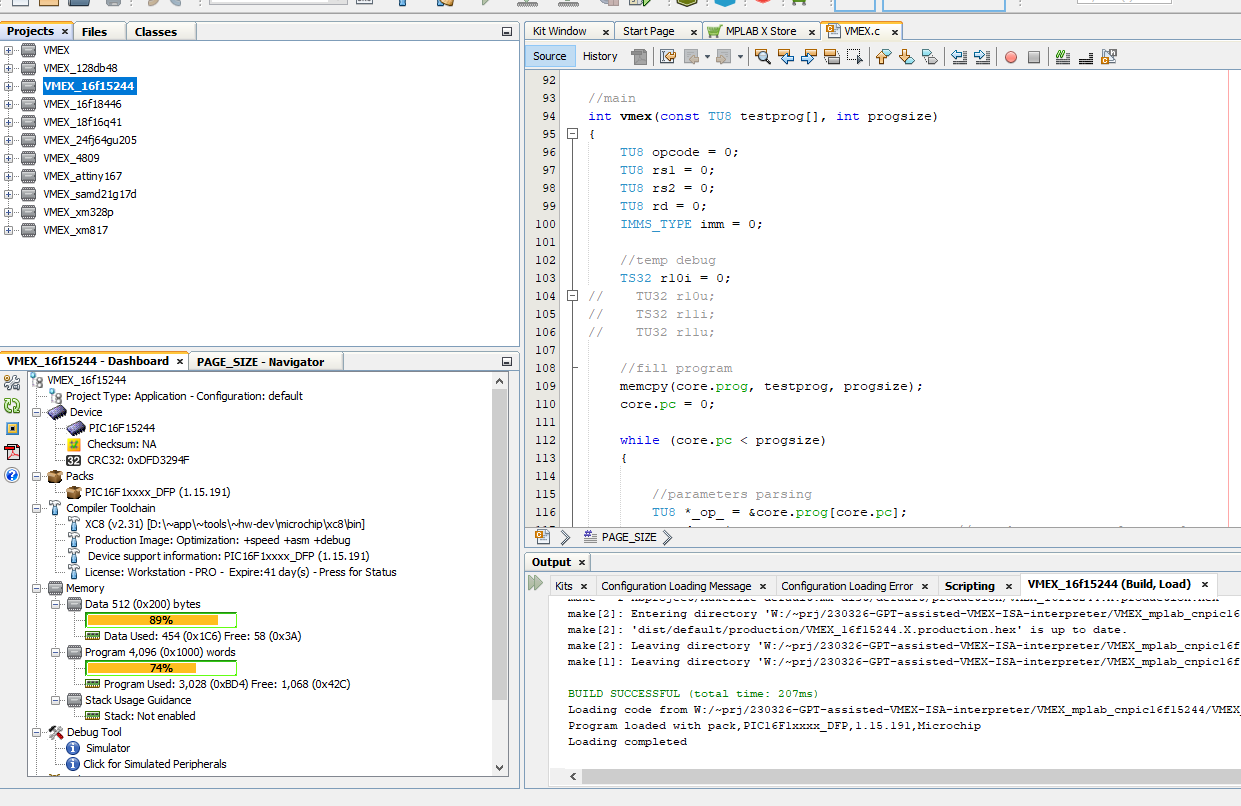 Projects
Files
Classes
VMEX
VMEX_128db48
VMEX_16f15244
VMEX_16f18446
VMEX_18f16q41
VMEX_24fj64gu205
VMEX_4809
VMEX_attiny167
VMEX_samd21g17d
VMEX_xm328p
VMEX_xm817
VMEX_16f15244 - Dashboard
PAGE_SIZE - Navigator
VMEX_16f15244
Project Type: Application - Configuration: default
Device
PIC16F15244
Checksum: NA
32 CRC32: 0xDFD3294F
Packs
PIC16F1xxxx_DFP (1.15.191)
Compiler Toolchain
XC8 (v2.31) [D:\~app\~tools\~hw-dev\microchip\xc8\bin]
Production Image: Optimization: +speed +asm +debug
Device support information: PIC16F1xxxx_DFP (1.15.191)
License: Workstation - PRO - Expire:41 day(s) - Press for Status
Memory
Data 512 (0x200) bytes
89%
Data Used: 454 (0x1C6) Free: 58 (0x3A)
Program 4,096 (0x1000) words
74%
Program Used: 3,028 (0xBD4) Free: 1,068 (0x42C)
Stack Usage Guidance
Stack: Not enabled
Debug Tool
Simulator
Click for Simulated Peripherals
Kit Window
Start Page
MPLAB X Store
VMEX.c
Source
History
92
93 //main
94 int vmex(const TU8 testprog[], int progsize)
95 {
96 TU8 opcode = 0;
97 TU8 rs1 = 0;
98 TU8 rs2 = 0;
99 TU8 rd = 0;
100 IMMS_TYPE imm = 0;
101
102 //temp debug
103 TS32 r10i = 0;
104 // TU32 r10u;
105 // TS32 r11i;
106 // TU32 r11u;
107
108 //fill program
109 memcpy(core.prog, testprog, progsize);
110 core.pc = 0;
111
112 while (core.pc < progsize)
113 {
114
115 //parameters parsing
116 TU8 *_op_ = &core.prog[core.pc];
PAGE_SIZE
Output
Kits
Configuration Loading Message
Configuration Loading Error
Scripting
VMEX_16f15244 (Build, Load)
make[2]: Entering directory 'W:/~prj/230326-GPT-assisted-VMEX-ISA-interpreter/VMEX_mplab_cnpic16f
make[2]: 'dist/default/production/VMEX_16f15244.X.production.hex' is up to date.
make[2]: Leaving directory 'W:/~prj/230326-GPT-assisted-VMEX-ISA-interpreter/VMEX_mplab_cnpic16f1
make[1]: Leaving directory 'W:/~prj/230326-GPT-assisted-VMEX-ISA-interpreter/VMEX_mplab_cnpic16f1
BUILD SUCCESSFUL (total time: 207ms)
Loading code from W:/~prj/230326-GPT-assisted-VMEX-ISA-interpreter/VMEX_mplab_cnpic16f15244/VMEX_
Program loaded with pack,PIC16F1xxxx_DFP,1.15.191,Microchip
Loading completed